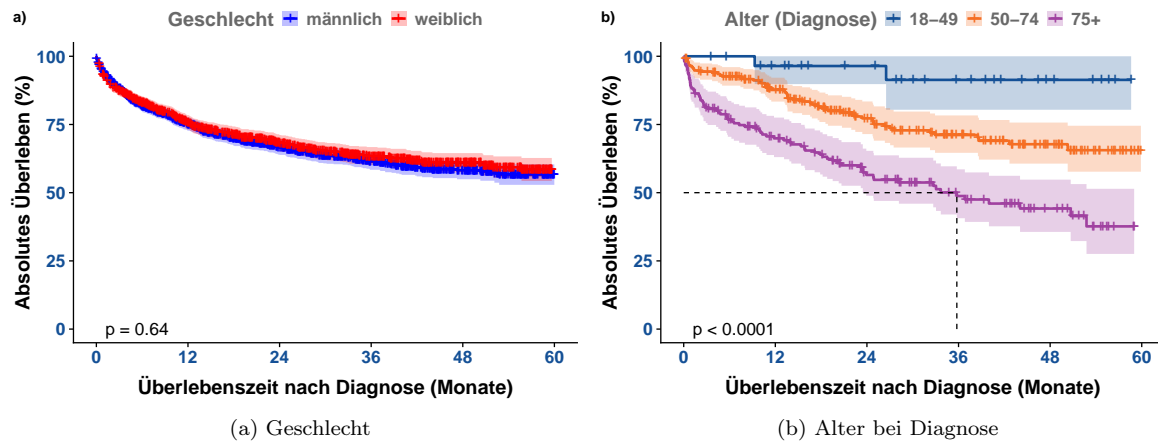 a)
Geschlecht männlich weiblich
100
75
50
25
0
Absolutes Überleben (%)
p = 0.64
0 12 24 36 48 60
Überlebenszeit nach Diagnose (Monate)
(a) Geschlecht
b)
Alter (Diagnose) 18−49 50−74 75+
100
75
50
25
0
Absolutes Überleben (%)
p < 0.0001
0 12 24 36 48 60
Überlebenszeit nach Diagnose (Monate)
(b) Alter bei Diagnose